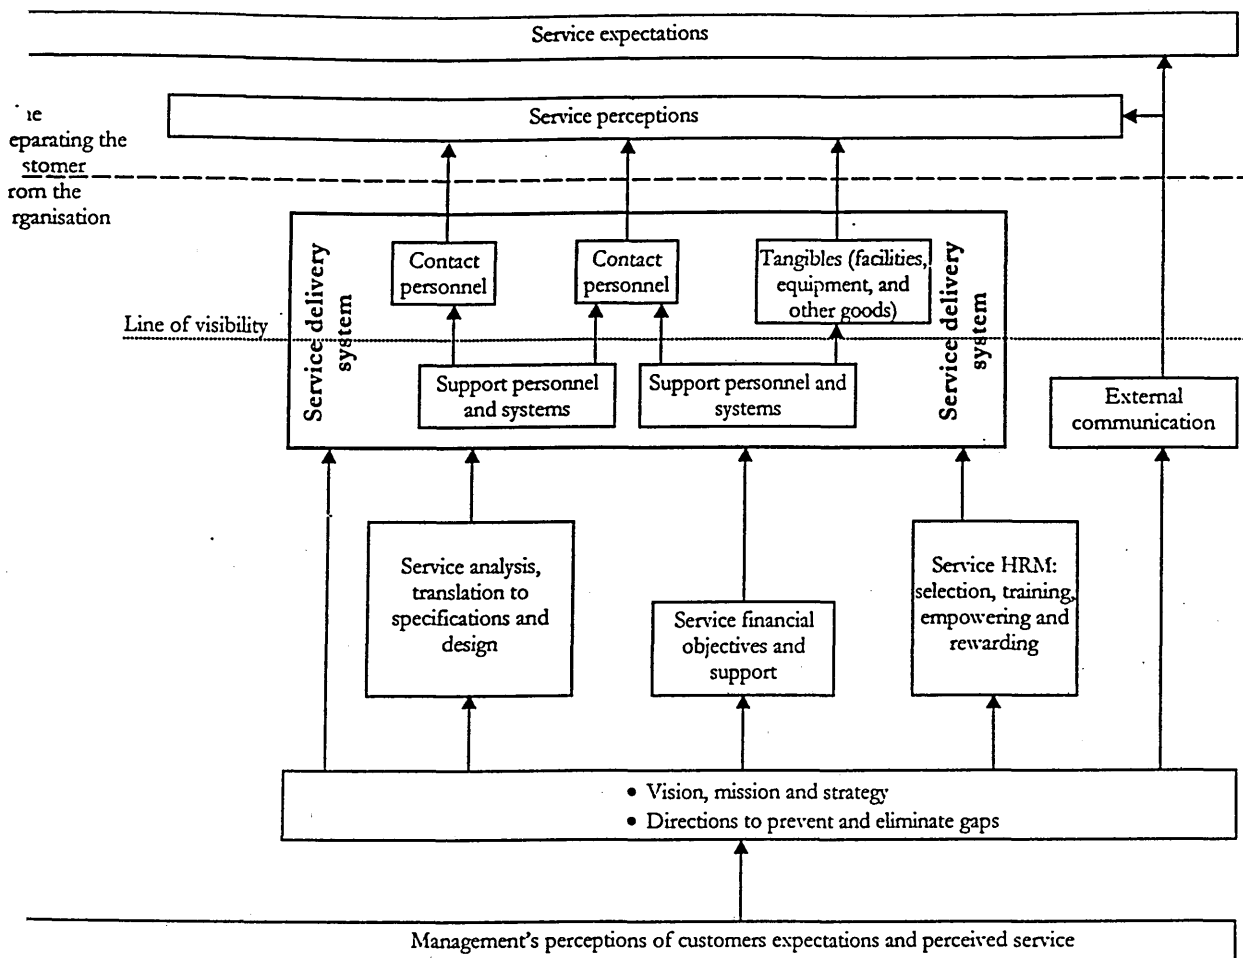 Service expectations
Service perceptions
eparating the
stomer
rom the
rganisation
Service delivery
system
Contact
personnel
Contact
personnel
Tangibles (facilities,
equipment, and
other goods)
Service delivery
system
Line of visibility
Support personnel
and systems
Support personnel and
systems
External
communication
Service analysis,
translation to
specifications and
design
Service financial
objectives and
support
Service HRM:
selection, training,
empowering and
rewarding
• Vision, mission and strategy
• Directions to prevent and eliminate gaps
Management's perceptions of customers expectations and perceived service